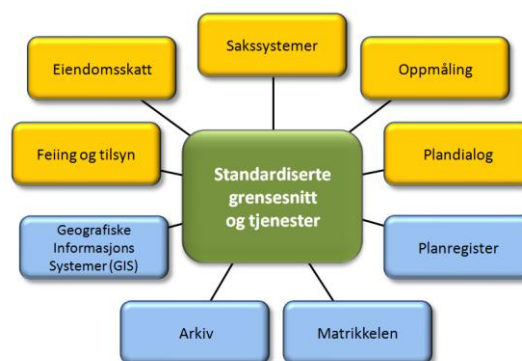 Sakssystemer
Eiendomsskatt
Oppmåling
Feiing og tilsyn
Plandialog
Standardiserte
grensesnitt
og tjenester
Geografiske
Informasjons
Systemer (GIS)
Planregister
Arkiv
Matrikkelen